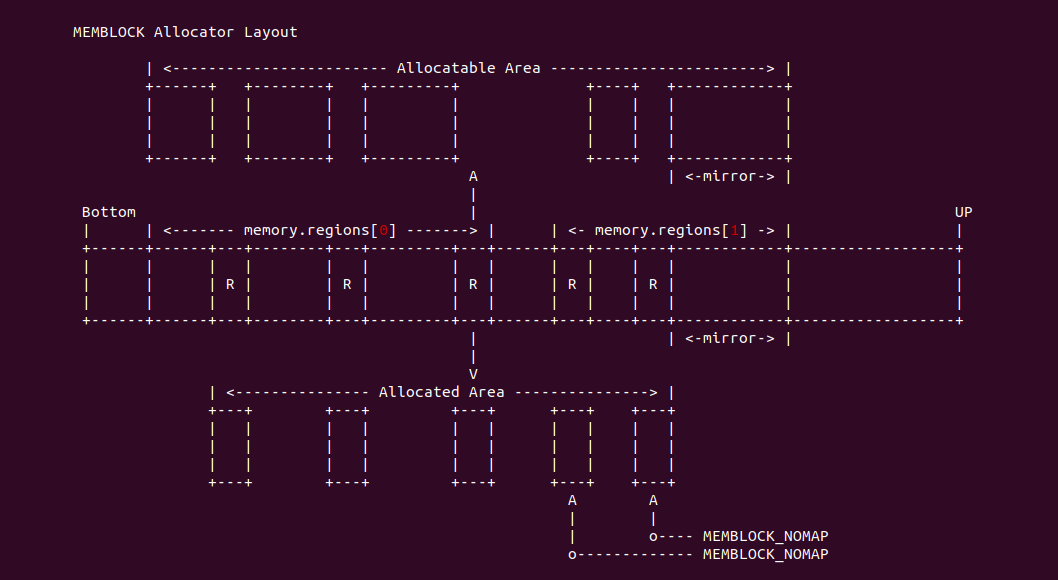 MEMBLOCK Allocator Layout
| <------------------------ Allocatable Area ------------------------> |
A
| <-mirror-> |
Bottom UP
| | <------- memory.regions[0] -------> | | <- memory.regions[1] -> | |
R R R R R
| <-mirror-> |
V
| <--------------- Allocated Area ---------------> |
A A
o---- MEMBLOCK_NOMAP
o------------- MEMBLOCK_NOMAP